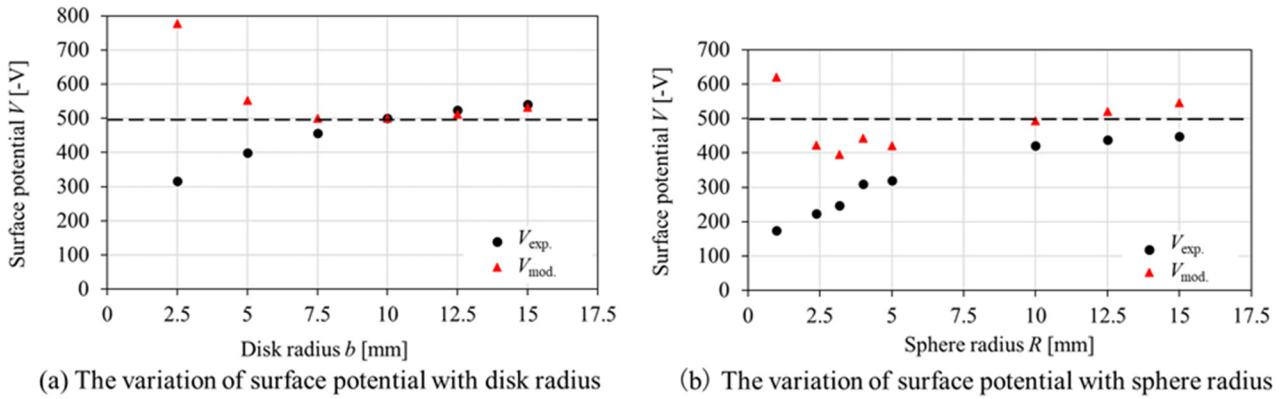 Surface potential V [-V]
800
700
600
500
400
300
200
100
0
0 2.5 5 7.5 10 12.5 15 17.5
Vexp.
Vmod.
Disk radius b [mm]
(a) The variation of surface potential with disk radius
Surface potential V [-V]
700
600
500
400
300
200
100
0
0 2.5 5 7.5 10 12.5 15 17.5
Vexp.
Vmod.
Sphere radius R [mm]
(b) The variation of surface potential with sphere radius